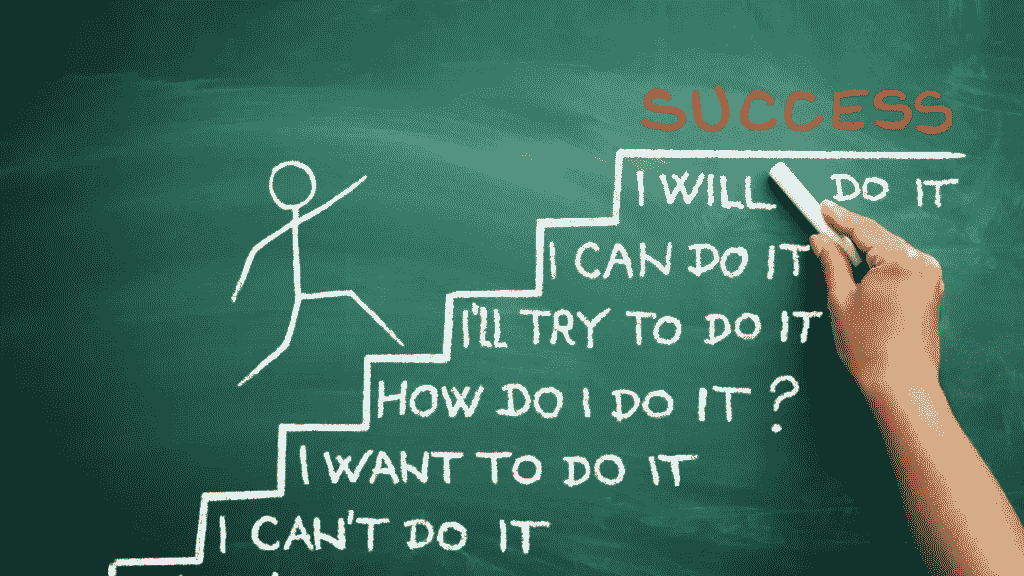 SUCCESS
I WILL DO IT
I CAN DO IT
I'LL TRY TO DO IT
HOW DO I DO IT?
I WANT TO DO IT
I CAN'T DO IT